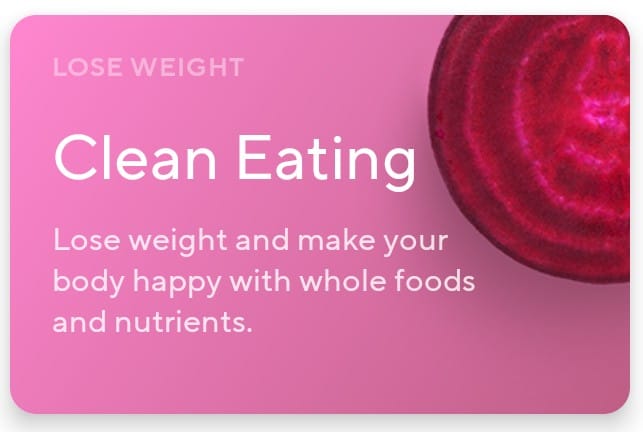 LOSE WEIGHT
Clean Eating
Lose weight and make your
body happy with whole foods
and nutrients.